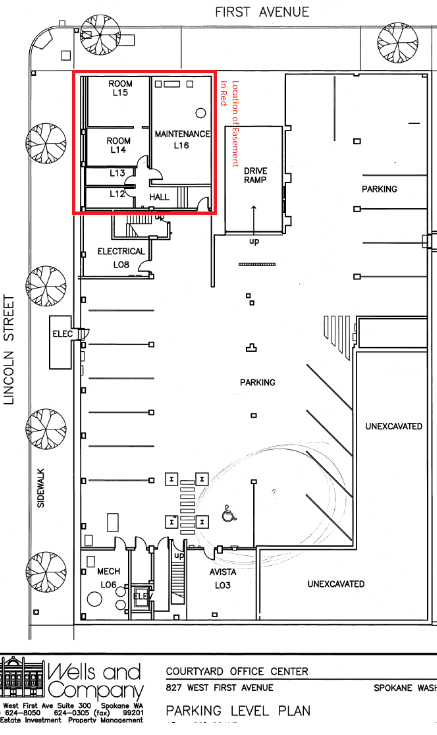 FIRST AVENUE
ROOM
L15
ROOM
L14
MAINTENANCE
L16
L13
L12
HALL
Location of Easement
in Red
DRIVE
RAMP
up
PARKING
up
ELECTRICAL
L08
LINCOLN STREET
ELEC
PARKING
UNEXCAVATED
SIDEWALK
?
I I
I I
up
MECH
L06
ELEV
AVISTA
L03
UNEXCAVATED
Wells and
Company
West First Ave Suite 300 Spokane WA
624-8050 624-0305 (fax) 99201
Estate Investment Property Management
COURTYARD OFFICE CENTER
827 WEST FIRST AVENUE SPOKANE WASH
PARKING LEVEL PLAN